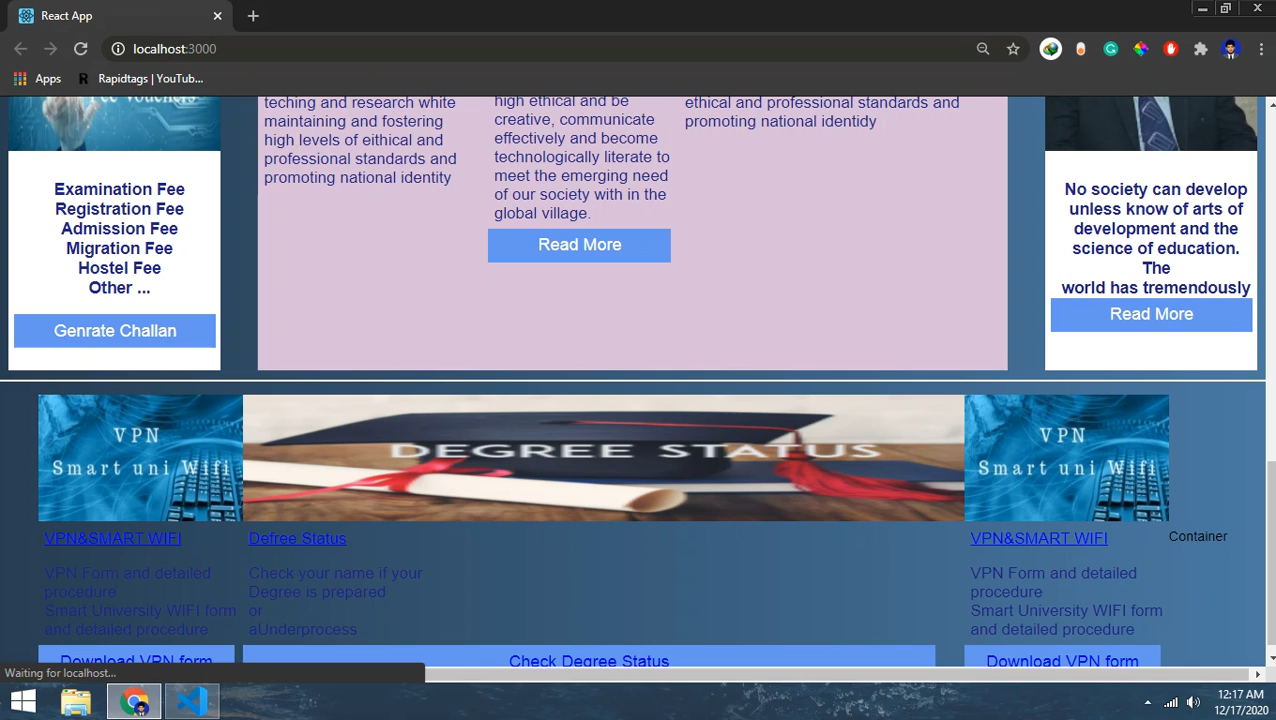 React App
localhost:3000
Apps
Rapidtags | YouTub...
Fee Vouchers
Examination Fee
Registration Fee
Admission Fee
Migration Fee
Hostel Fee
Other ...
Genrate Challan
teching and research white
maintaining and fostering
high levels of eithical and
professional standards and
promoting national identity
high ethical and be
creative, communicate
effectively and become
technologically literate to
meet the emerging need
of our society with in the
global village.
Read More
ethical and professional standards and
promoting national identidy
No society can develop
unless know of arts of
development and the
science of education.
The
world has tremendously
Read More
VPN
Smart uni Wifi
VPN&SMART WIFI
VPN Form and detailed
procedure
Smart University WIFI form
and detailed procedure
Download VPN form
DEGREE STATUS
Defree Status
Check your name if your
Degree is prepared
or
aUnderprocess
Check Degree Status
VPN
Smart uni Wifi
VPN&SMART WIFI
VPN Form and detailed
procedure
Smart University WIFI form
and detailed procedure
Download VPN form
Container
Waiting for localhost...
12:17 AM
12/17/2020